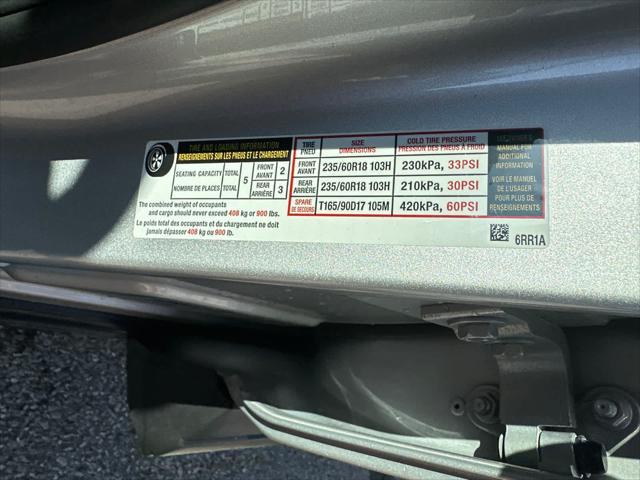 TIRE AND LOADING INFORMATION
RENSEIGNEMENTS SUR LES PNEUS ET LE CHARGEMENT
SEATING CAPACITY TOTAL 5 FRONT AVANT 2
NOMBRE DE PLACES TOTAL REAR ARRIÈRE 3
The combined weight of occupants
and cargo should never exceed 408 kg or 900 lbs.
Le poids total des occupants et du chargement ne doit
jamais dépasser 408 kg ou 900 lb.
TIRE PNEU SIZE DIMENSIONS COLD TIRE PRESSURE PRESSION DES PNEUS À FROID
FRONT AVANT 235/60R18 103H 230kPa, 33PSI
REAR ARRIÈRE 235/60R18 103H 210kPa, 30PSI
SPARE DE SECOURS T165/90D17 105M 420kPa, 60PSI
MANUAL FOR
ADDITIONAL
INFORMATION
VOIR LE MANUEL
DE L'USAGER
POUR PLUS DE
RENSEIGNEMENTS
6RR1A